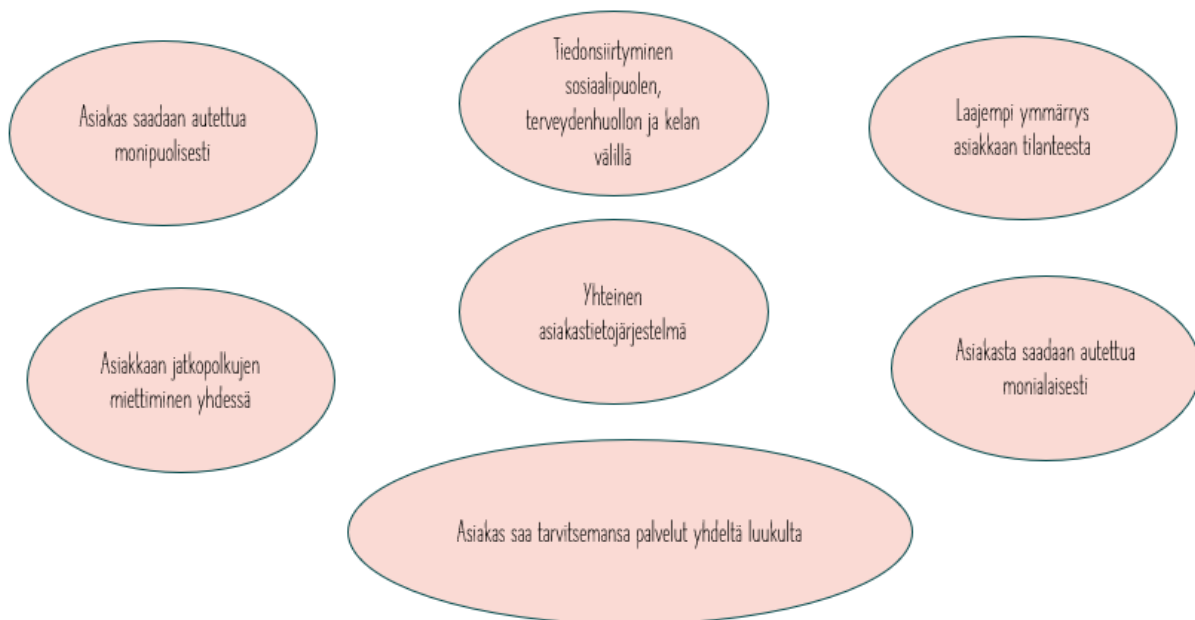 Asiakas saadaan autettua
monipuolisesti
Tiedonsiirtyminen
sosiaalipuolen,
terveydenhuollon ja kelan
välillä
Laajempi ymmärrys
asiakkaan tilanteesta
Asiakkaan jatkopolkujen
miettiminen yhdessä
Yhteinen
asiakastietojärjestelmä
Asiakasta saadaan autettua
monialaisesti
Asiakas saa tarvitsemansa palvelut yhdeltä luukulta